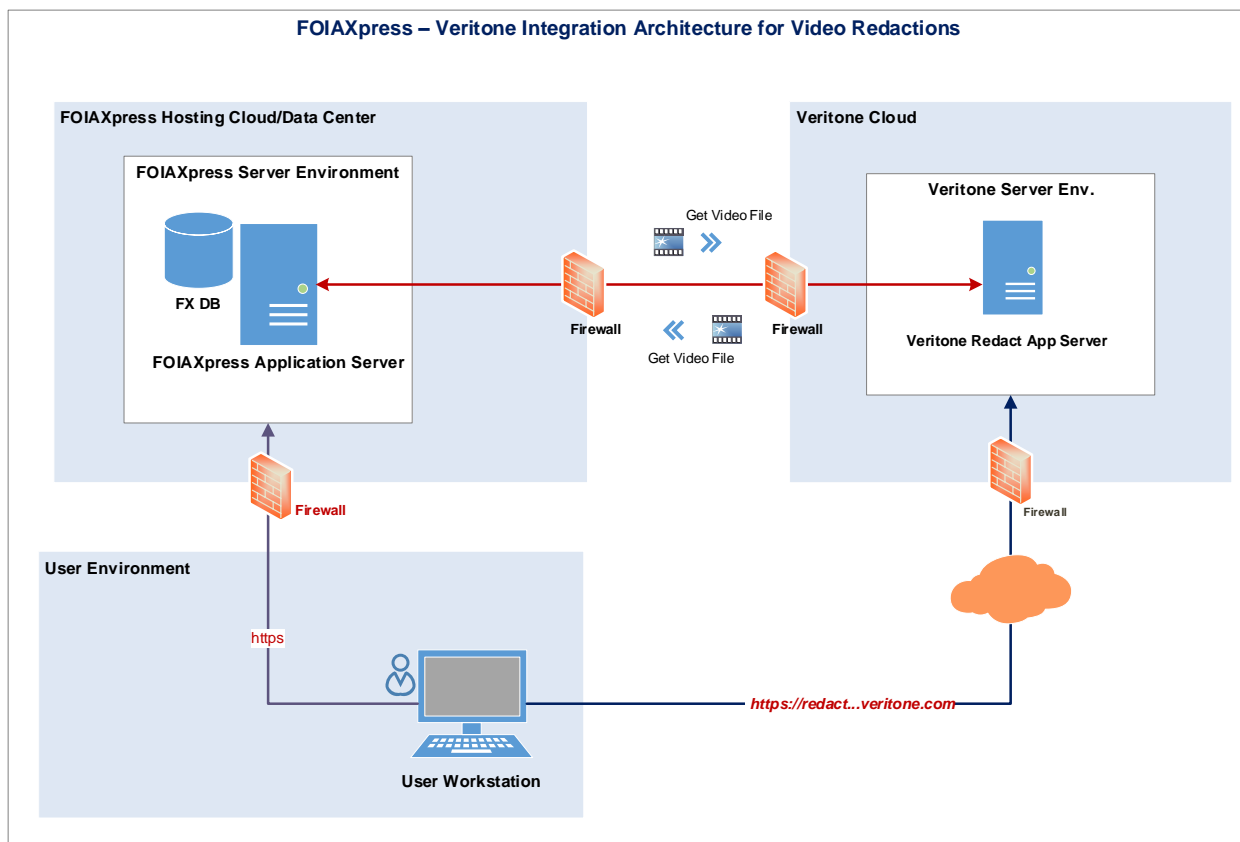 FOIAXpress – Veritone Integration Architecture for Video Redactions
FOIAXpress Hosting Cloud/Data Center
Veritone Cloud
FOIAXpress Server Environment
Veritone Server Env.
Get Video File
FX DB
Firewall
Firewall
Veritone Redact App Server
Get Video File
FOIAXpress Application Server
Firewall
Firewall
User Environment
https
https://redact...veritone.com
User Workstation